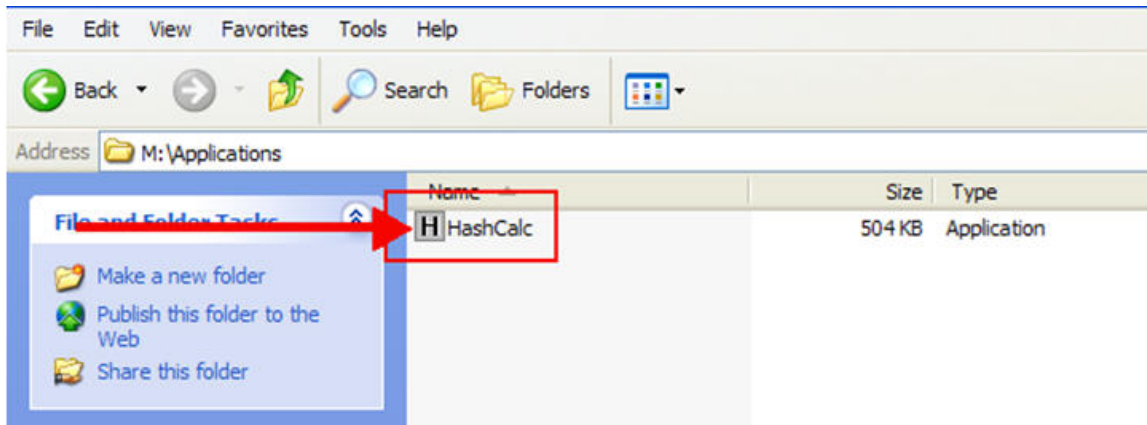 File Edit View Favorites Tools Help
Back Search Folders
Address M:\Applications
Name Size Type
File and Folder Tasks
H HashCalc 504 KB Application
Make a new folder
Publish this folder to the
Web
Share this folder